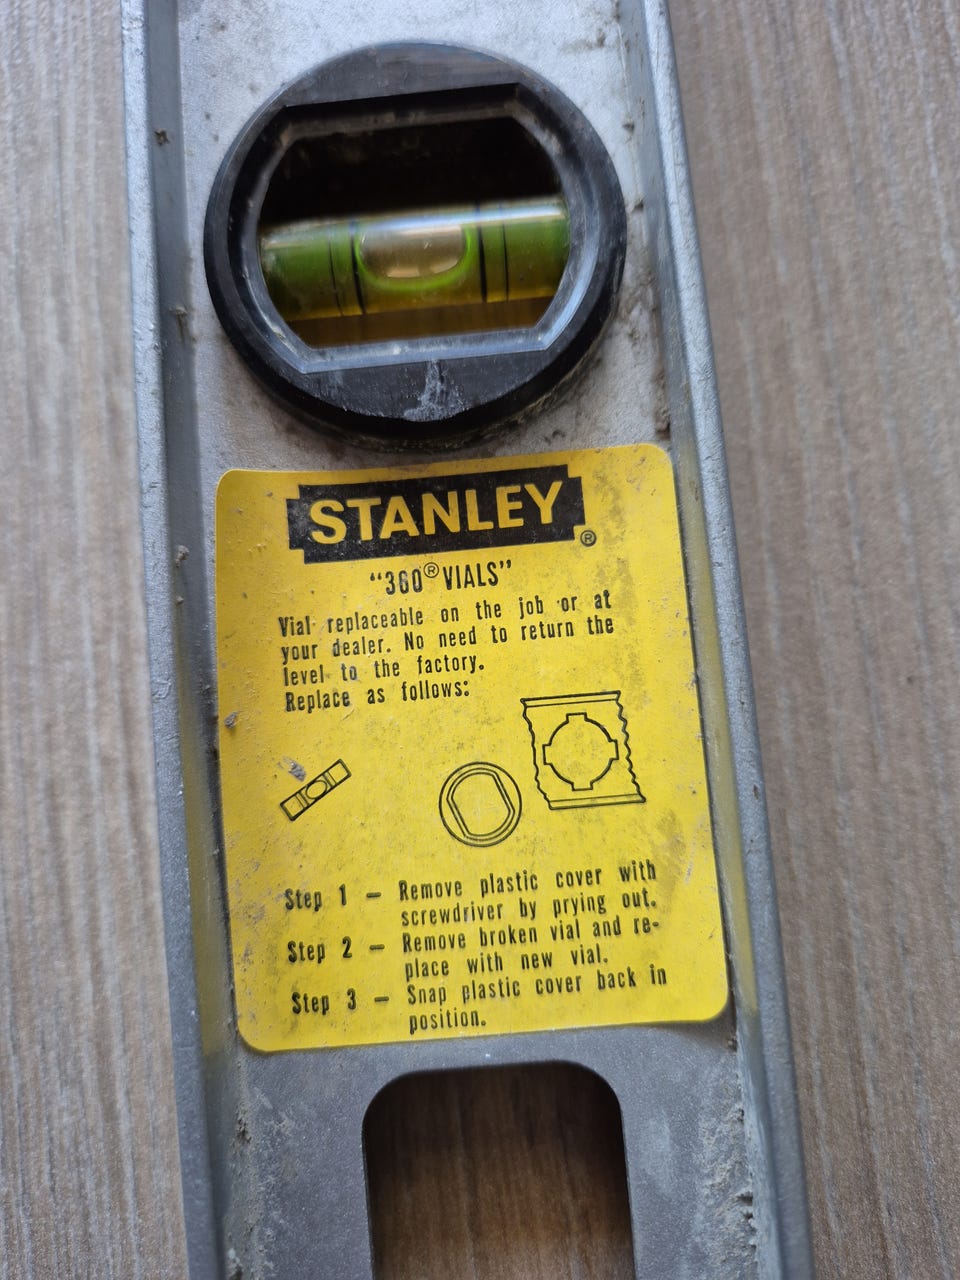 STANLEY®
"360® VIALS"
Vial replaceable on the job or at
your dealer. No need to return the
level to the factory.
Replace as follows:
Step 1 – Remove plastic cover with
screwdriver by prying out.
Step 2 – Remove broken vial and re-
place with new vial.
Step 3 – Snap plastic cover back in
position.